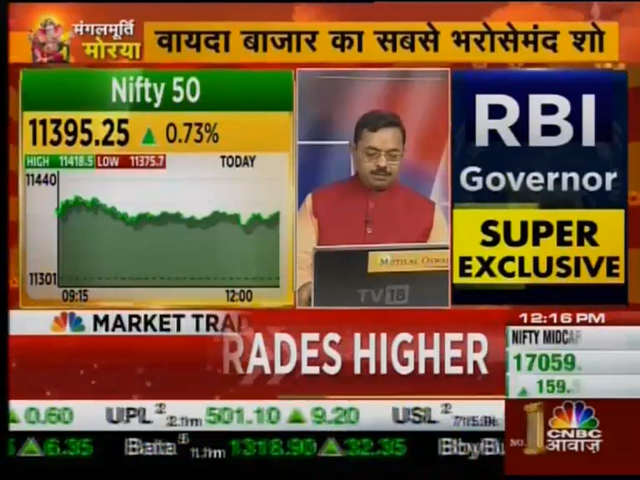 मंगलमूर्ति
मोरया
वायदा बाजार का सबसे भरोसेमंद शो
Nifty 50
11395.25 ▲ 0.73%
HIGH 11418.5 LOW 11375.7 TODAY
11440
11301
09:15 12:00
MOTILAL OSWAL
TV18
RBI
Governor
SUPER
EXCLUSIVE
MARKET TRAD
RADES HIGHER
12:16 PM
NIFTY MIDCAP
17059.
▲ 159.
▲ 0.60 UPL 501.10 ▲ 9.20 USL
▲ 6.35 Bata 1318.90 ▲ 32.35
NO.1 CNBC
आवाज़